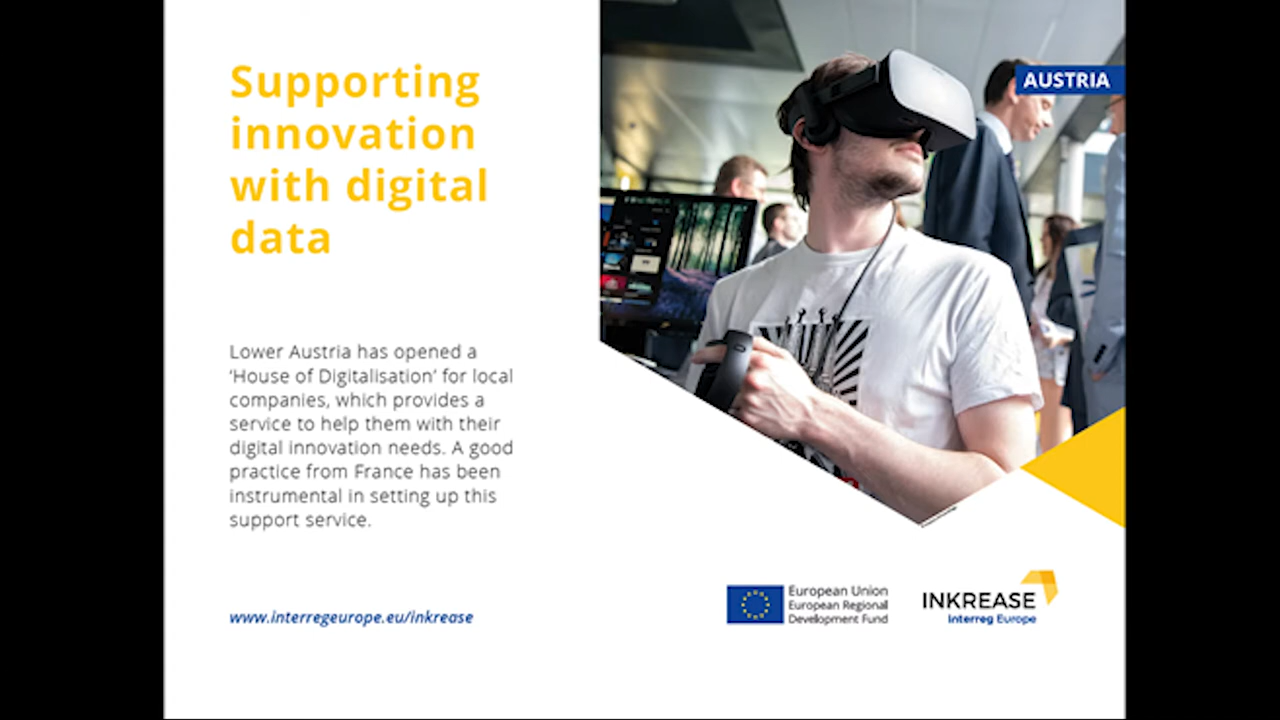 Supporting
innovation
with digital
data
AUSTRIA
Lower Austria has opened a
‘House of Digitalisation’ for local
companies, which provides a
service to help them with their
digital innovation needs. A good
practice from France has been
instrumental in setting up this
support service.
www.interregeurope.eu/inkrease
European Union
European Regional
Development Fund
INKREASE
Interreg Europe